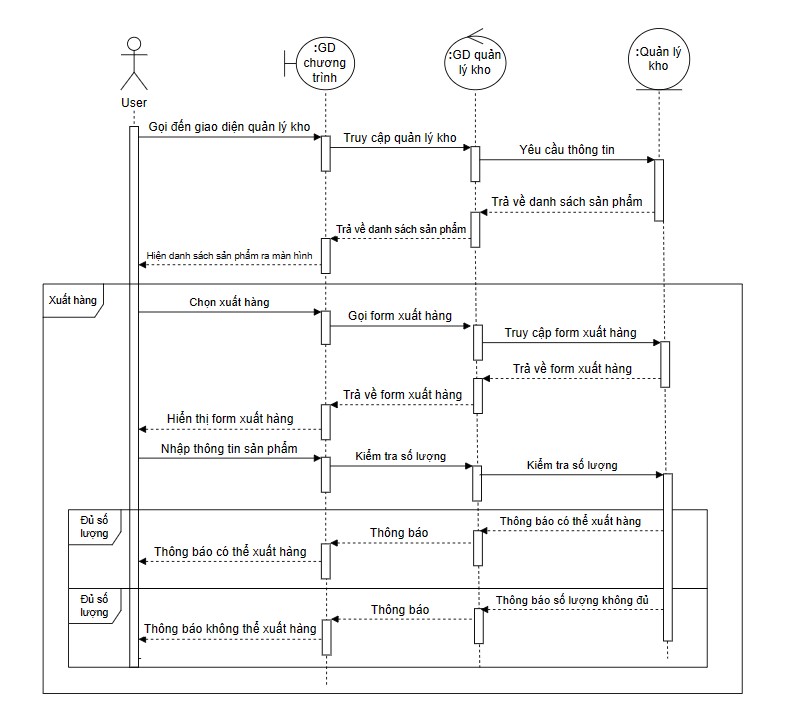 :GD
chương
trình
:GD quản
lý kho
:Quản lý
kho
User
Gọi đến giao diện quản lý kho
Truy cập quản lý kho
Yêu cầu thông tin
Trả về danh sách sản phẩm
Trả về danh sách sản phẩm
Hiện danh sách sản phẩm ra màn hình
Xuất hàng
Chọn xuất hàng
Gọi form xuất hàng
Truy cập form xuất hàng
Trả về form xuất hàng
Trả về form xuất hàng
Hiển thị form xuất hàng
Nhập thông tin sản phẩm
Kiểm tra số lượng
Kiểm tra số lượng
Đủ số
lượng
Thông báo có thể xuất hàng
Thông báo
Thông báo có thể xuất hàng
Đủ số
lượng
Thông báo số lượng không đủ
Thông báo
Thông báo không thể xuất hàng